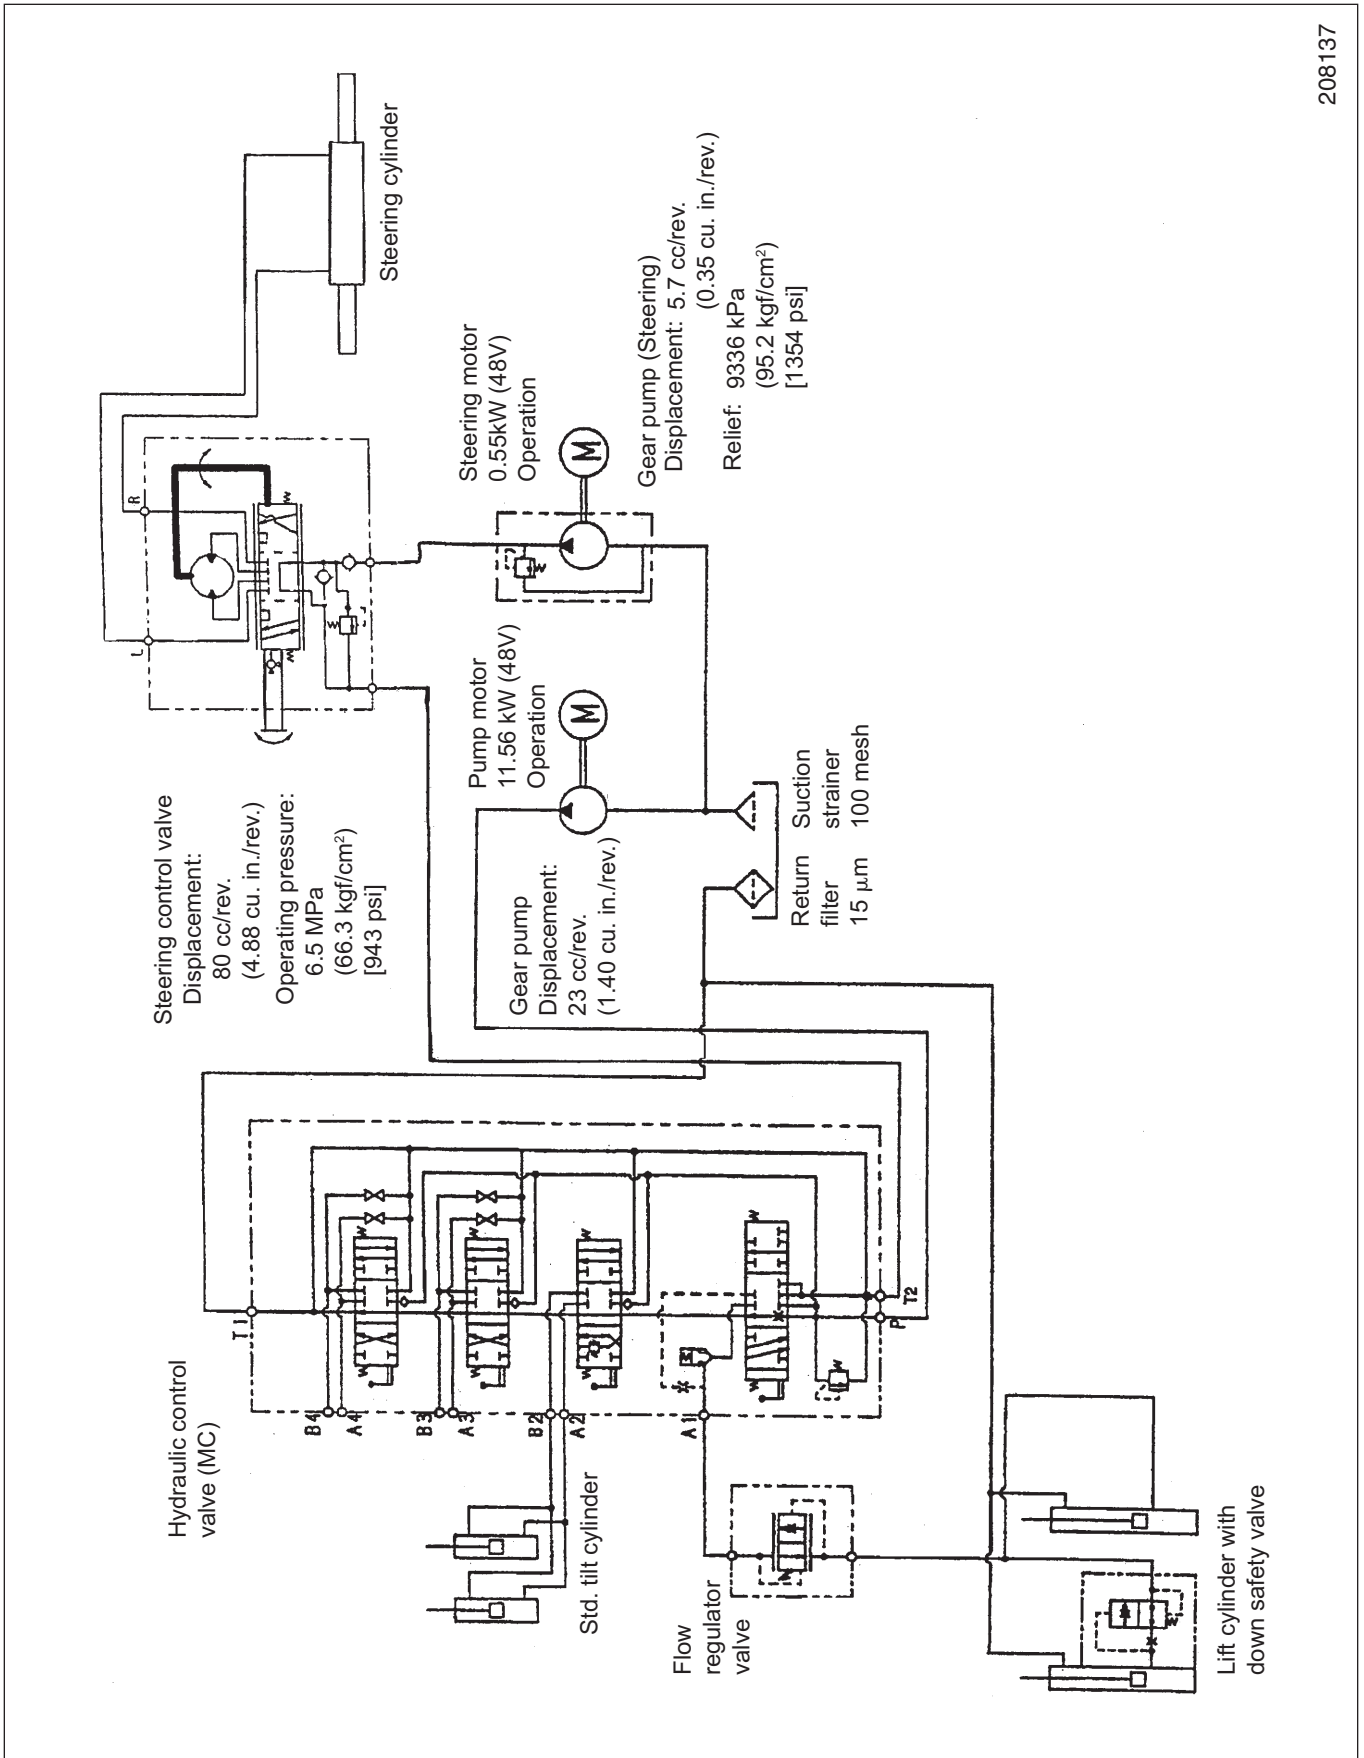 208137
Steering cylinder
R
L
Steering control valve
Displacement:
80 cc/rev.
(4.88 cu. in./rev.)
Operating pressure:
6.5 MPa
(66.3 kgf/cm²)
[943 psi]
Steering motor
0.55kW (48V)
Operation
M
Gear pump (Steering)
Displacement: 5.7 cc/rev.
(0.35 cu. in./rev.)
Relief: 9336 kPa
(95.2 kgf/cm²)
[1354 psi]
Pump motor
11.56 kW (48V)
Operation
M
Gear pump
Displacement:
23 cc/rev.
(1.40 cu. in./rev.)
Suction
strainer
100 mesh
Return
filter
15 μm
Hydraulic control
valve (MC)
T1
B4
A4
B3
A3
B2
A2
A1
M
P
T2
Std. tilt cylinder
Flow
regulator
valve
Lift cylinder with
down safety valve